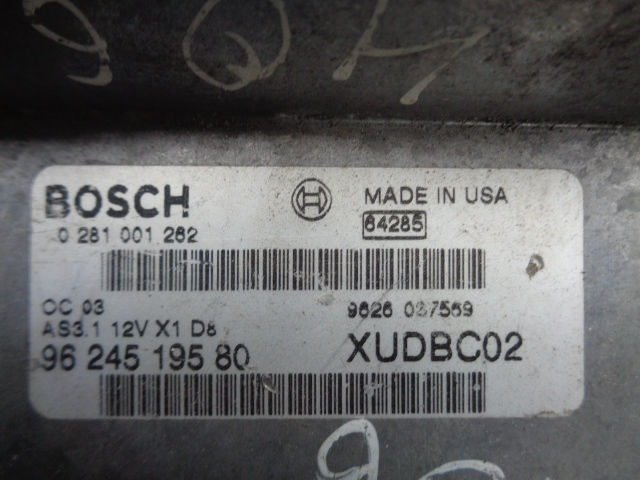 BOSCH MADE IN USA
0 281 001 262 64285
OC 03 9626 037569
AS3.1 12V X1 D8
96 245 195 80 XUDBC02